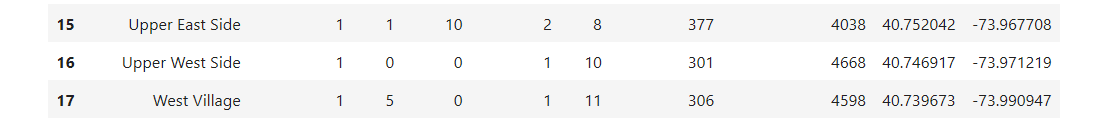 15 Upper East Side 1 1 10 2 8 377 4038 40.752042 -73.967708
16 Upper West Side 1 0 0 1 10 301 4668 40.746917 -73.971219
17 West Village 1 5 0 1 11 306 4598 40.739673 -73.990947